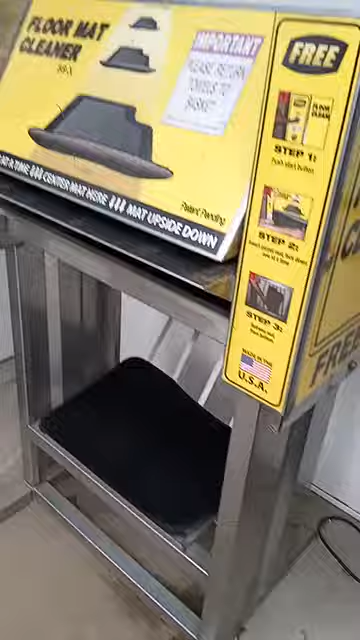 FLOOR MAT
CLEANER
IMPORTANT
PLEASE RETURN
TOWELS TO
BASKET
AT A TIME CENTER MAT HERE MAT UPSIDE DOWN
Patent Pending
FREE
STEP 1:
Push start button.
STEP 2:
STEP 3:
MADE IN THE
U.S.A.
FREE